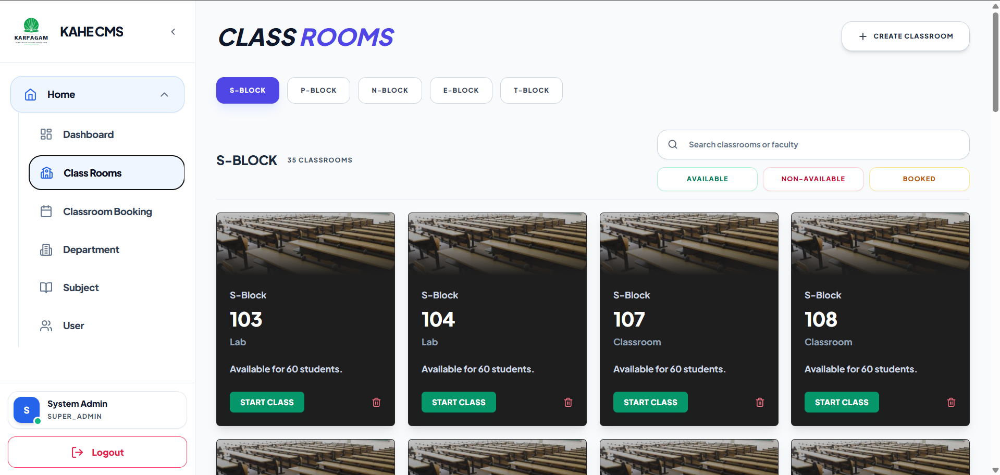 KARPAGAM
KAHE CMS
Home
Dashboard
Class Rooms
Classroom Booking
Department
Subject
User
S
System Admin
SUPER_ADMIN
Logout
CLASS ROOMS
CREATE CLASSROOM
S-BLOCK
P-BLOCK
N-BLOCK
E-BLOCK
T-BLOCK
S-BLOCK
35 CLASSROOMS
Search classrooms or faculty
AVAILABLE
NON-AVAILABLE
BOOKED
S-Block
103
Lab
Available for 60 students.
START CLASS
S-Block
104
Lab
Available for 60 students.
START CLASS
S-Block
107
Classroom
Available for 60 students.
START CLASS
S-Block
108
Classroom
Available for 60 students.
START CLASS